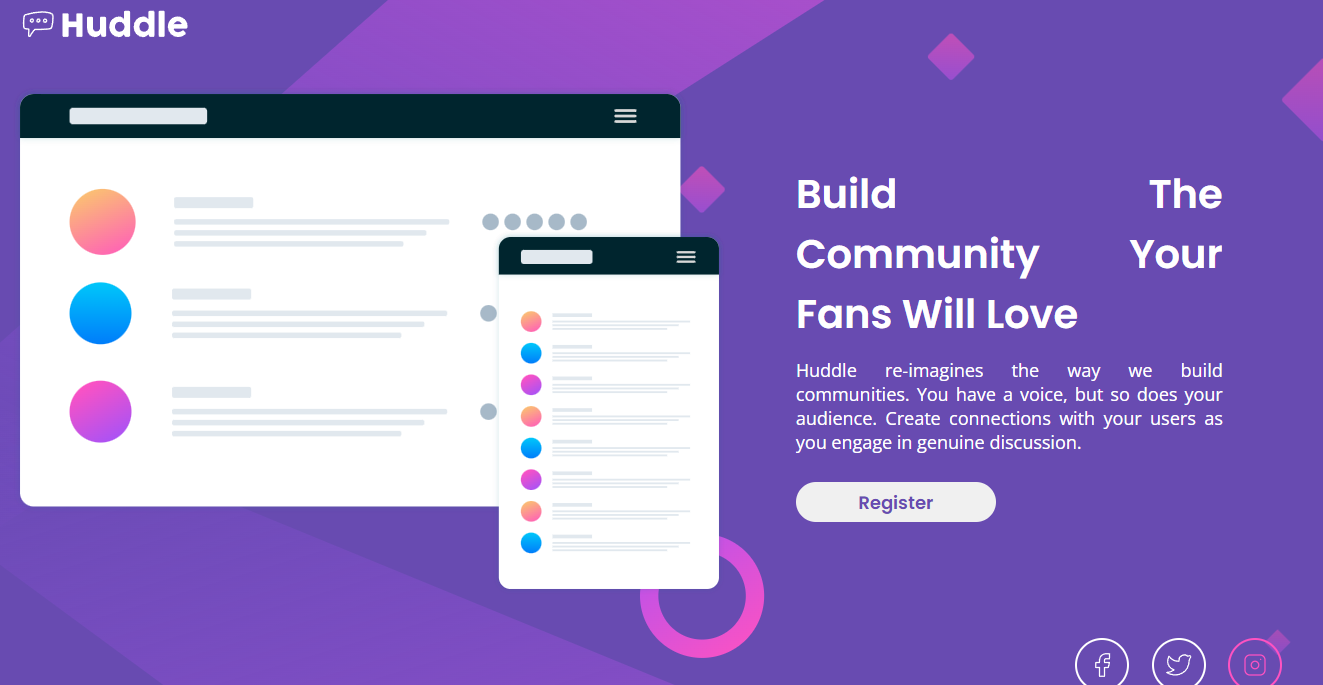 Huddle
Build The
Community Your
Fans Will Love
Huddle re-imagines the way we build
communities. You have a voice, but so does your
audience. Create connections with your users as
you engage in genuine discussion.
Register